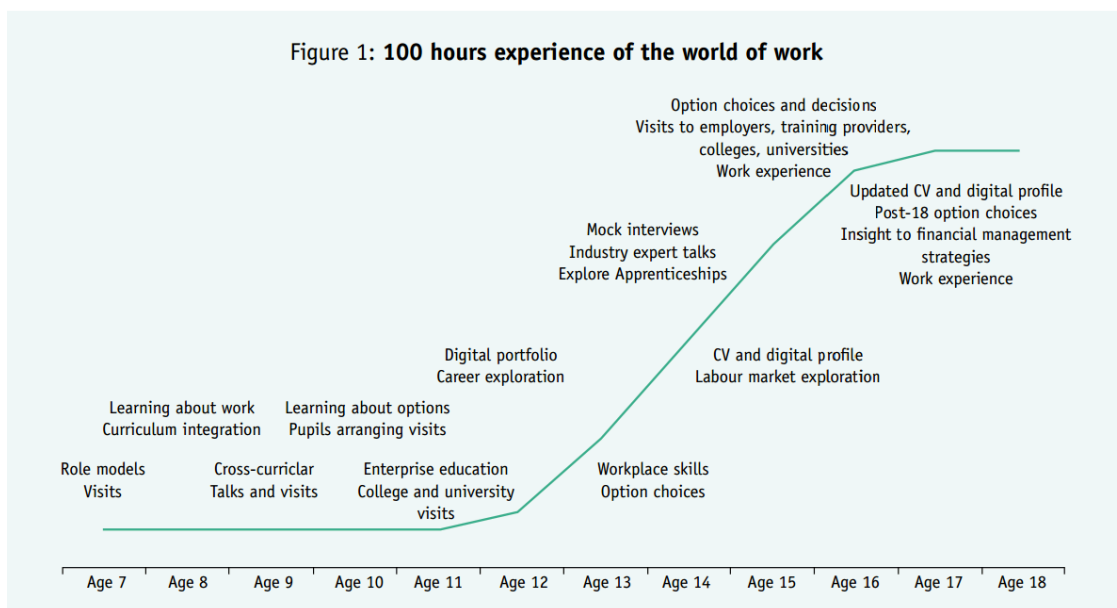 Figure 1: 100 hours experience of the world of work
Option choices and decisions
Visits to employers, training providers,
colleges, universities
Work experience
Updated CV and digital profile
Post-18 option choices
Insight to financial management
strategies
Work experience
Mock interviews
Industry expert talks
Explore Apprenticeships
Digital portfolio
Career exploration
CV and digital profile
Labour market exploration
Learning about work
Curriculum integration
Learning about options
Pupils arranging visits
Role models
Visits
Cross-curriclar
Talks and visits
Enterprise education
College and university
visits
Workplace skills
Option choices
Age 7
Age 8
Age 9
Age 10
Age 11
Age 12
Age 13
Age 14
Age 15
Age 16
Age 17
Age 18